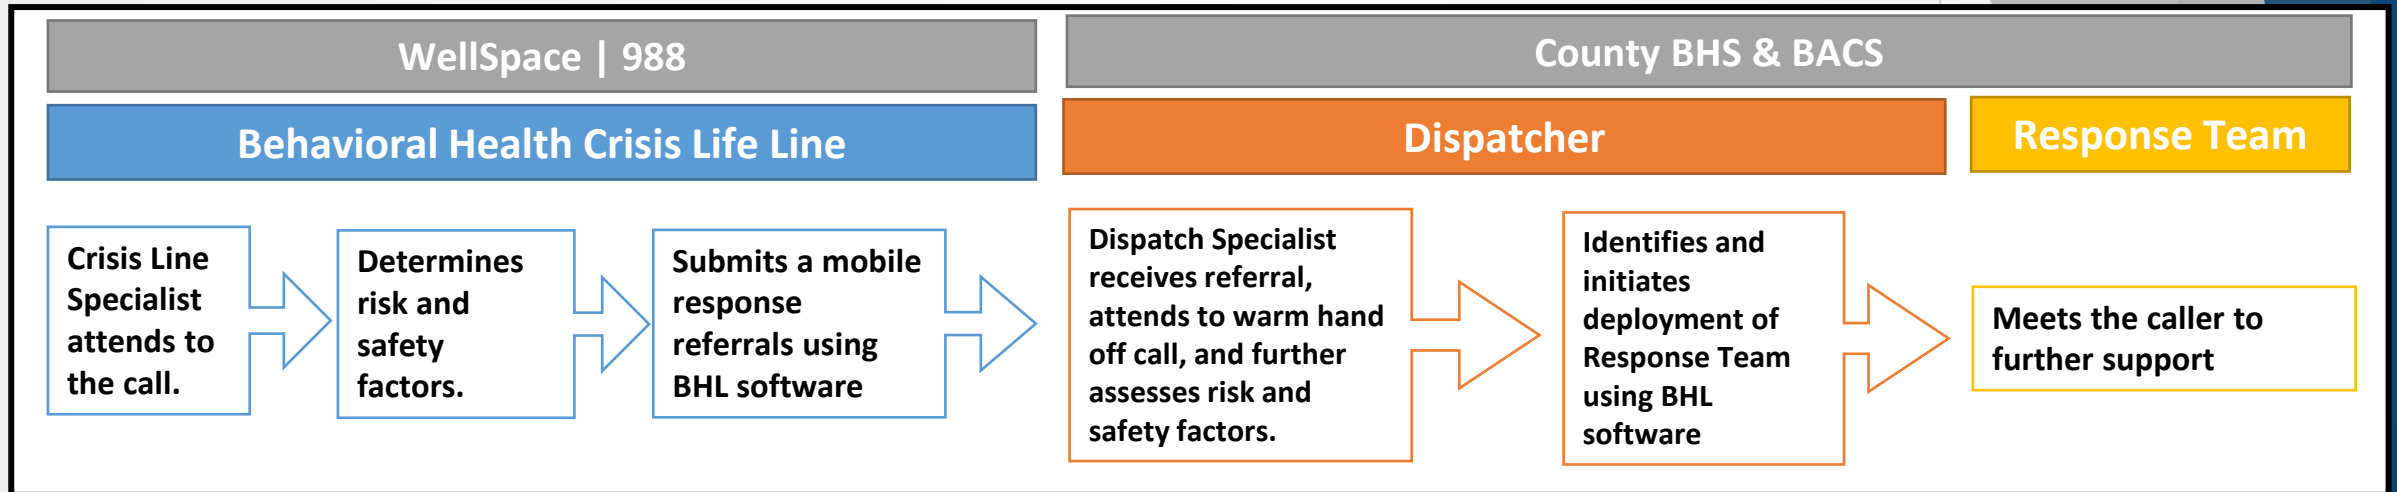 WellSpace | 988
County BHS & BACS
Behavioral Health Crisis Life Line
Dispatcher
Response Team
Crisis Line
Specialist
attends to
the call.
Determines
risk and
safety
factors.
Submits a mobile
response
referrals using
BHL software
Dispatch Specialist
receives referral,
attends to warm hand
off call, and further
assesses risk and
safety factors.
Identifies and
initiates
deployment of
Response Team
using BHL
software
Meets the caller to
further support